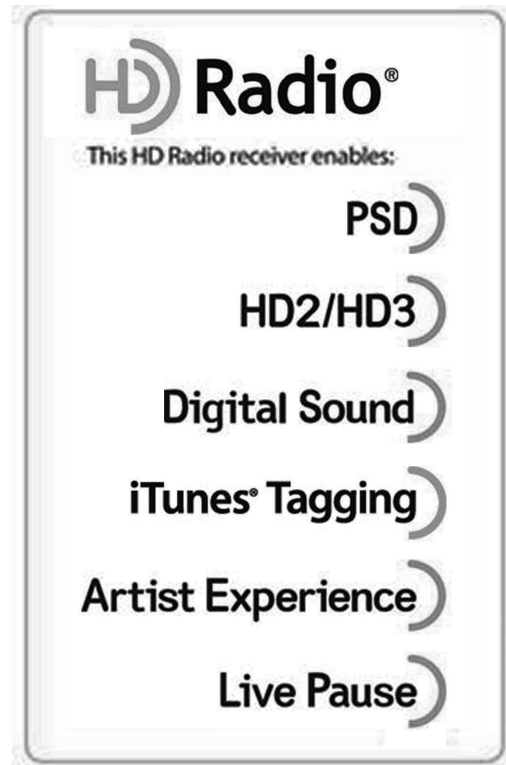 HD Radio®
This HD Radio receiver enables:
PSD
HD2/HD3
Digital Sound
iTunes® Tagging
Artist Experience
Live Pause